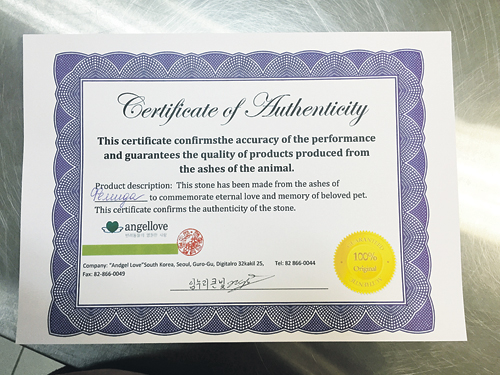 Certificate of Authenticity
This certificate confirmsthe accuracy of the performance
and guarantees the quality of products produced from
the ashes of the animal.
Product description: This stone has been made from the ashes of
to commemorate eternal love and memory of beloved pet.
This certificate confirms the authenticity of the stone.
angellove
Company: "Andgel Love"South Korea, Seoul, Guro-Gu, Digitalro 32kakil 25, Tel: 82 866-0044
Fax: 82-866-0049
100%
Original